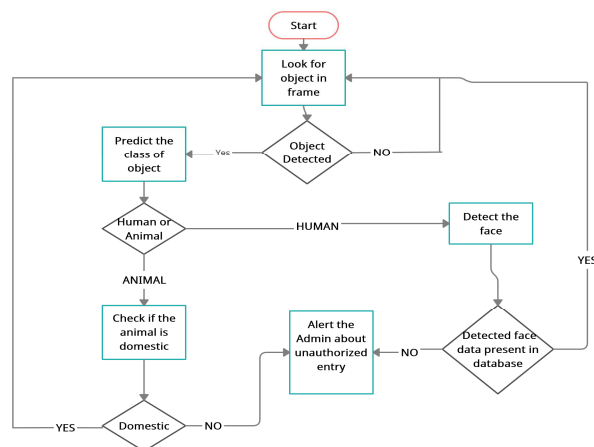 Start
Look for
object in
frame
Object
Detected
Yes
NO
Predict the
class of
object
Human or
Animal
HUMAN
Detect the
face
ANIMAL
YES
Check if the
animal is
domestic
Alert the
Admin about
unauthorized
entry
NO
Detected face
data present in
database
Domestic
YES
NO